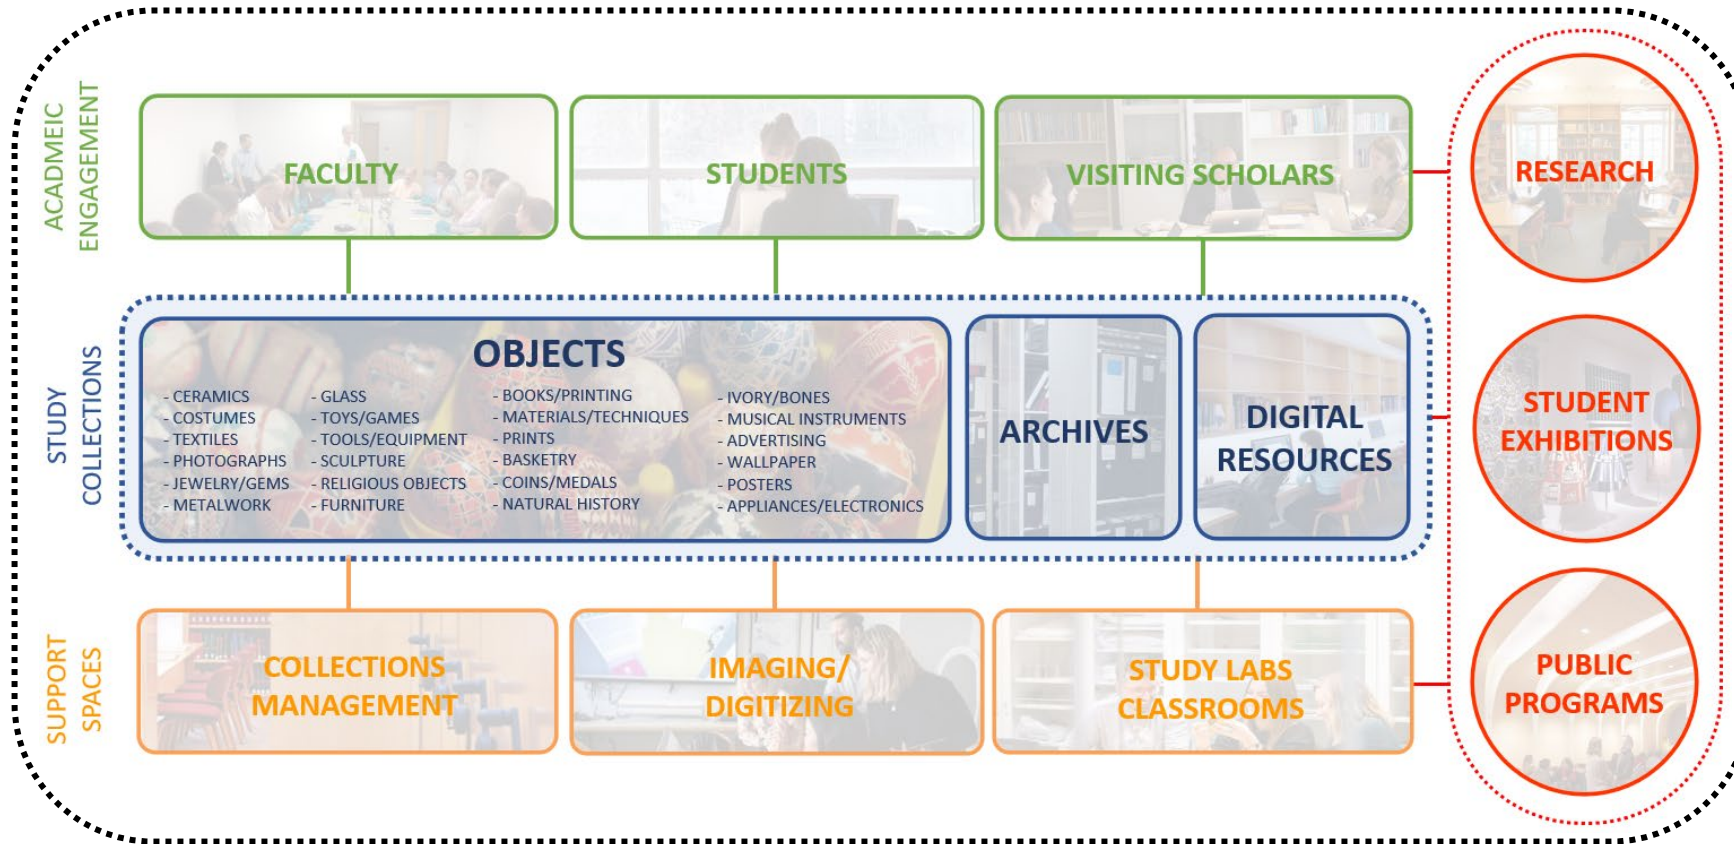 ACADMEIC
ENGAGEMENT
FACULTY
STUDENTS
VISITING SCHOLARS
RESEARCH
STUDY
COLLECTIONS
OBJECTS
- CERAMICS
- COSTUMES
- TEXTILES
- PHOTOGRAPHS
- JEWELRY/GEMS
- METALWORK
- GLASS
- TOYS/GAMES
- TOOLS/EQUIPMENT
- SCULPTURE
- RELIGIOUS OBJECTS
- FURNITURE
- BOOKS/PRINTING
- MATERIALS/TECHNIQUES
- PRINTS
- BASKETRY
- COINS/MEDALS
- NATURAL HISTORY
- IVORY/BONES
- MUSICAL INSTRUMENTS
- ADVERTISING
- WALLPAPER
- POSTERS
- APPLIANCES/ELECTRONICS
ARCHIVES
DIGITAL
RESOURCES
STUDENT
EXHIBITIONS
SUPPORT
SPACES
COLLECTIONS
MANAGEMENT
IMAGING/
DIGITIZING
STUDY LABS
CLASSROOMS
PUBLIC
PROGRAMS